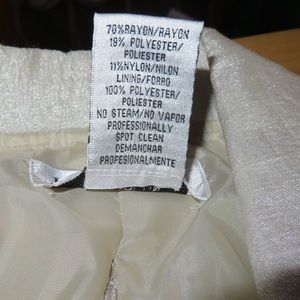 70%RAYON/RAYON
19% POLYESTER/
POLIESTER
11%NYLON/NILON
LINING/FORRO
100% POLYESTER/
POLIESTER
NO STEAM/NO VAPOR
PROFESSIONALLY
SPOT CLEAN
DEMANCHAR
PROFESIONALMENTE